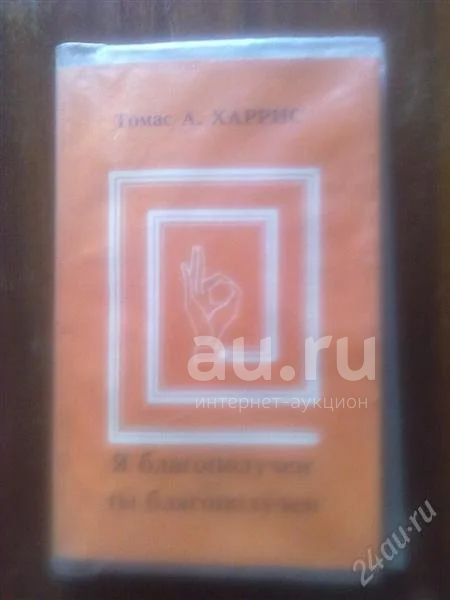 Томас А. ХАРРИС
au.ru
интернет-аукцион
Я благополучен
ты благополучен
24au.ru